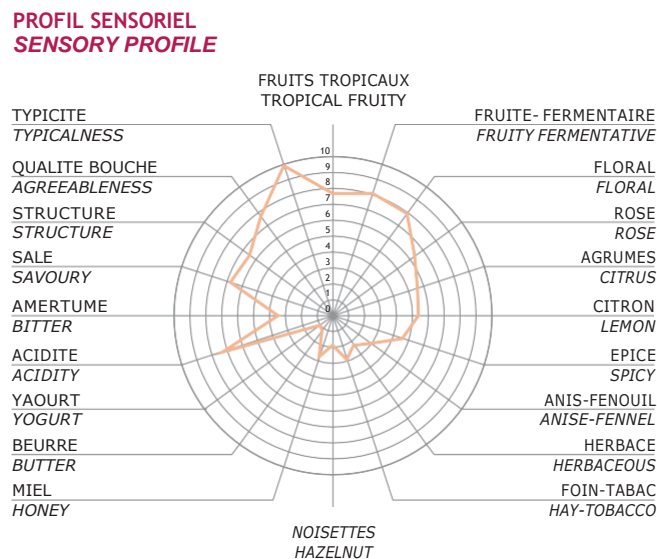 PROFIL SENSORIEL
SENSORY PROFILE
FRUITS TROPICAUX
TROPICAL FRUITY
TYPICITE
TYPICALNESS
QUALITE BOUCHE
AGREEABLENESS
STRUCTURE
STRUCTURE
SALE
SAVOURY
AMERTUME
BITTER
ACIDITE
ACIDITY
YAOURT
YOGURT
BEURRE
BUTTER
MIEL
HONEY
10
9
8
7
6
5
4
3
2
1
0
FRUITE- FERMENTAIRE
FRUITY FERMENTATIVE
FLORAL
FLORAL
ROSE
ROSE
AGRUMES
CITRUS
CITRON
LEMON
EPICE
SPICY
ANIS-FENOUIL
ANISE-FENNEL
HERBACE
HERBACEOUS
FOIN-TABAC
HAY-TOBACCO
NOISETTES
HAZELNUT